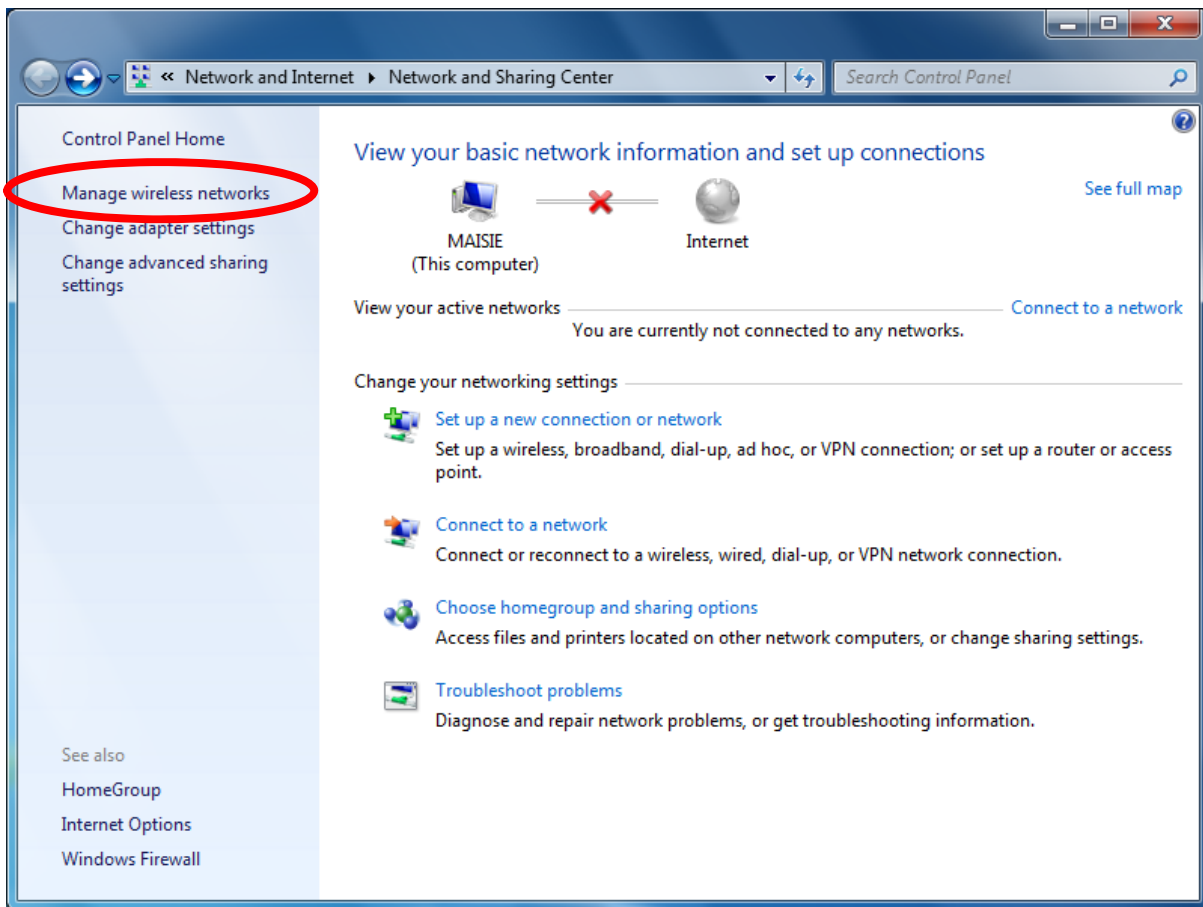 « Network and Internet ▸ Network and Sharing Center
Search Control Panel
Control Panel Home
Manage wireless networks
Change adapter settings
Change advanced sharing
settings
See also
HomeGroup
Internet Options
Windows Firewall
View your basic network information and set up connections
See full map
MAISIE
(This computer)
Internet
View your active networks
Connect to a network
You are currently not connected to any networks.
Change your networking settings
Set up a new connection or network
Set up a wireless, broadband, dial-up, ad hoc, or VPN connection; or set up a router or access
point.
Connect to a network
Connect or reconnect to a wireless, wired, dial-up, or VPN network connection.
Choose homegroup and sharing options
Access files and printers located on other network computers, or change sharing settings.
Troubleshoot problems
Diagnose and repair network problems, or get troubleshooting information.